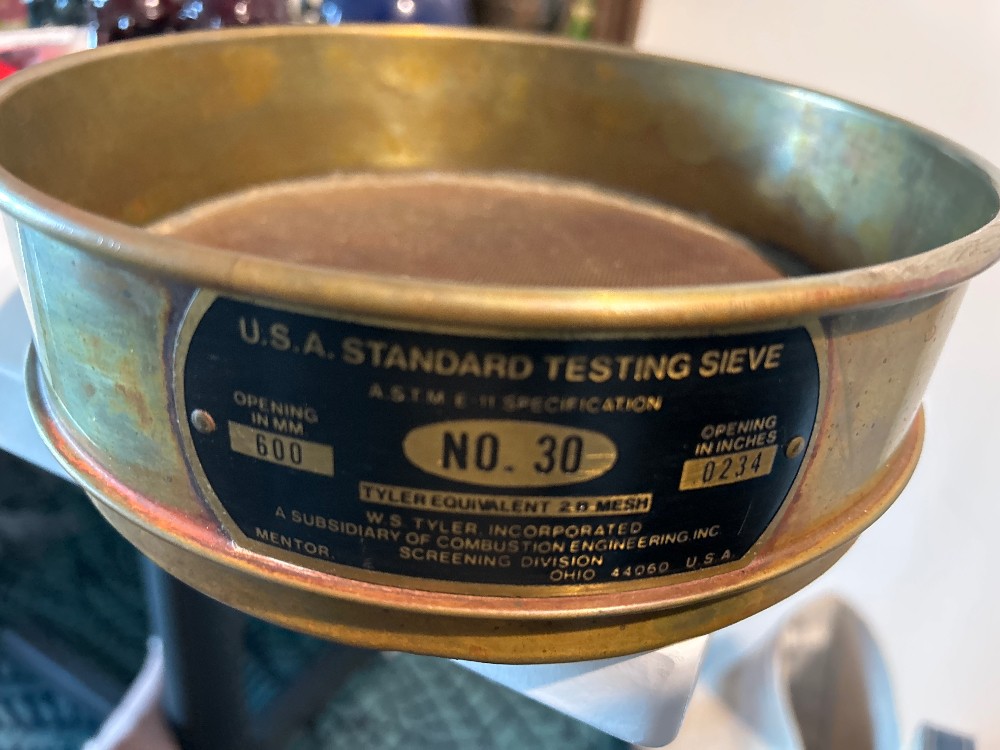 U.S.A. STANDARD TESTING SIEVE
A.S.T.M. E-11 SPECIFICATION
OPENING
IN MM.
600
NO. 30
OPENING
IN INCHES
0234
TYLER EQUIVALENT 28 MESH
W.S. TYLER, INCORPORATED
A SUBSIDIARY OF COMBUSTION ENGINEERING, INC.
SCREENING DIVISION
MENTOR, OHIO 44060 U.S.A.